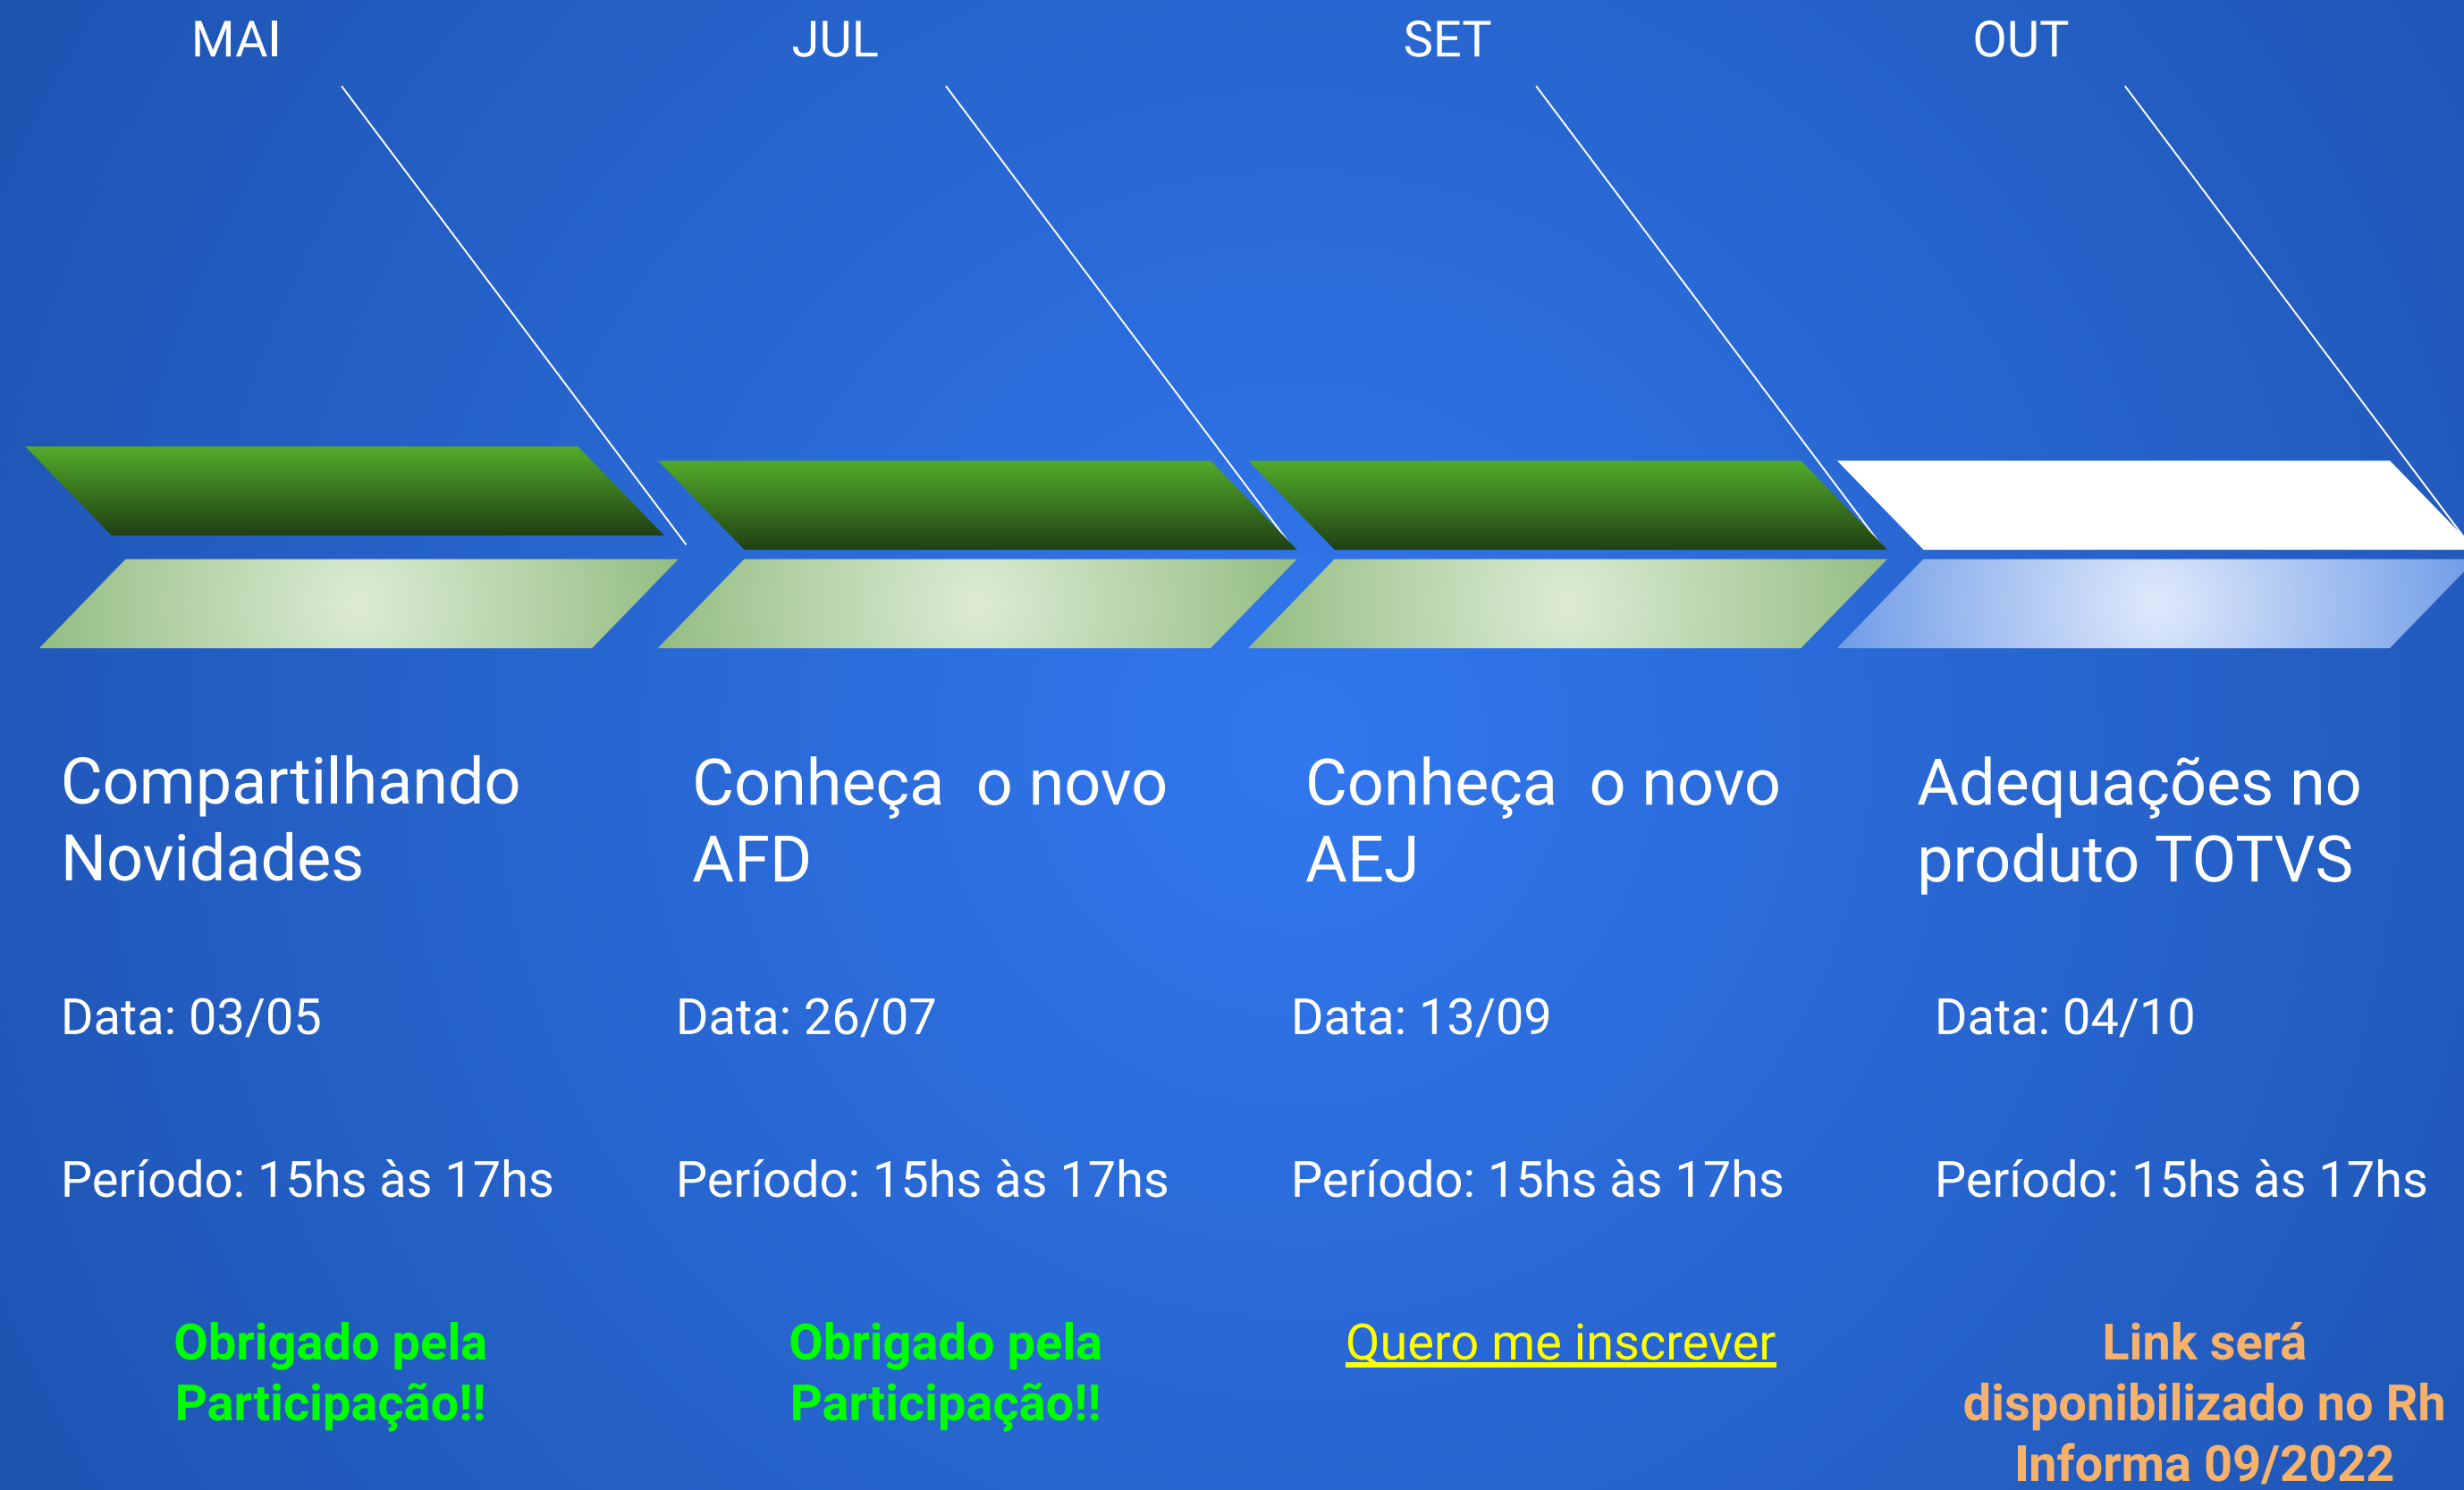 MAI
JUL
SET
OUT
Compartilhando
Novidades
Conheça  o novo
AFD
Conheça  o novo
AEJ
Adequações no
produto TOTVS
Data: 03/05
Data: 26/07
Data: 13/09
Data: 04/10
Período: 15hs às 17hs
Período: 15hs às 17hs
Período: 15hs às 17hs
Período: 15hs às 17hs
Obrigado pela
Participação!!
Obrigado pela
Participação!!
Quero me inscrever
Link será
disponibilizado no Rh
Informa 09/2022